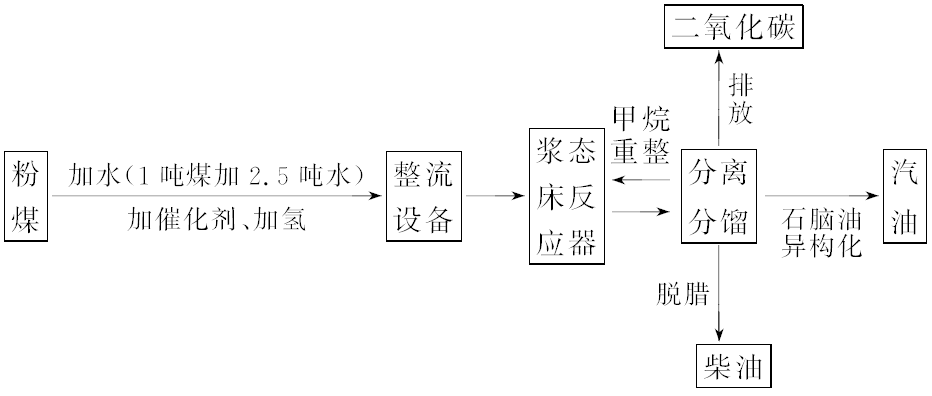 二氧化碳
排
放
甲烷
重整
粉
煤
加水(1吨煤加2.5吨水)
加催化剂、加氢
整流
设备
浆态
床反
应器
分离
分馏
石脑油
异构化
汽
油
脱腊
柴油